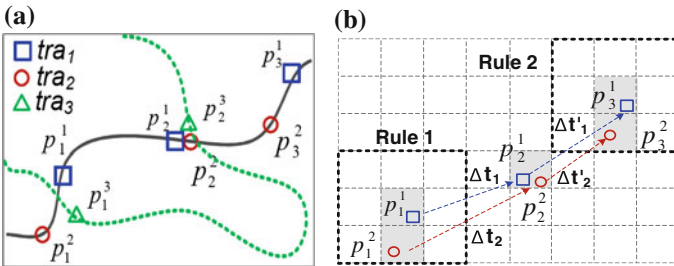 (a)
tra₁
tra₂
tra₃
p₃¹
p₂¹
p₂³
p₃²
p₁¹
p₂²
p₁³
p₁²
(b)
Rule 2
p₃¹
Δt'₁
Rule 1
p₂¹
p₃²
Δt₁
Δt'₂
p₁¹
p₂²
Δt₂
p₁²